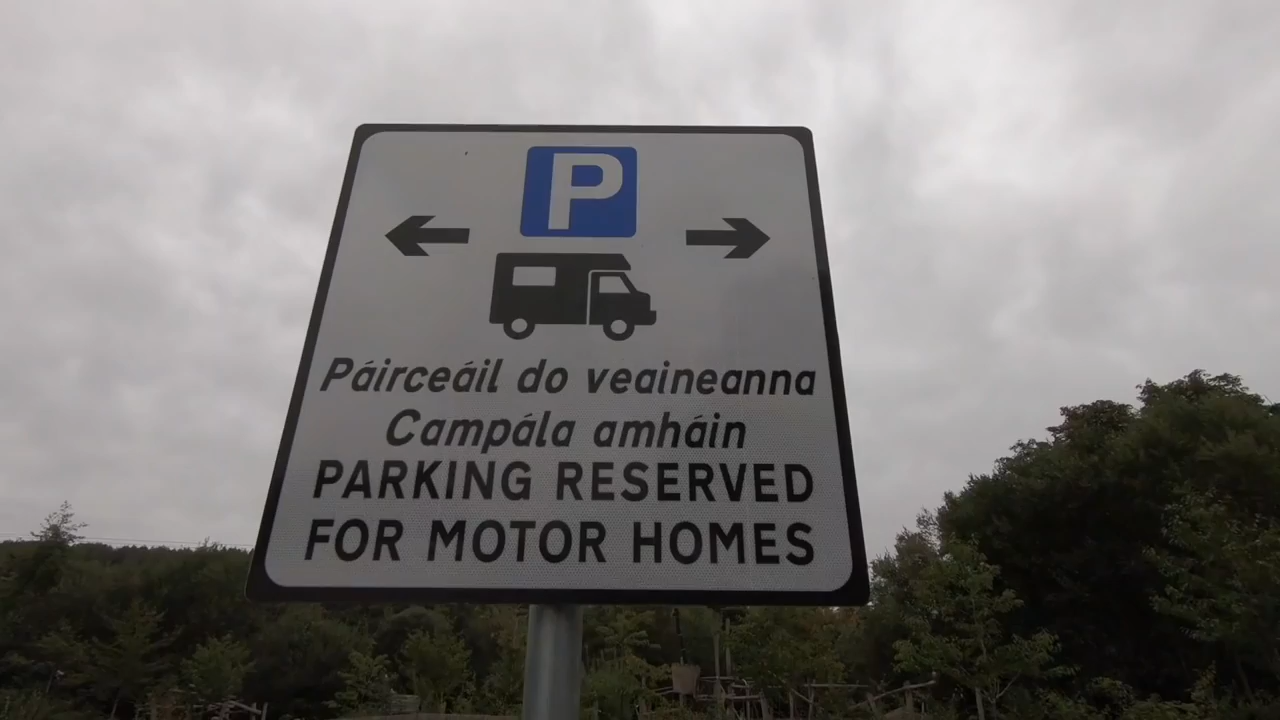 P
Páirceáil do veaineanna
Campála amháin
PARKING RESERVED
FOR MOTOR HOMES